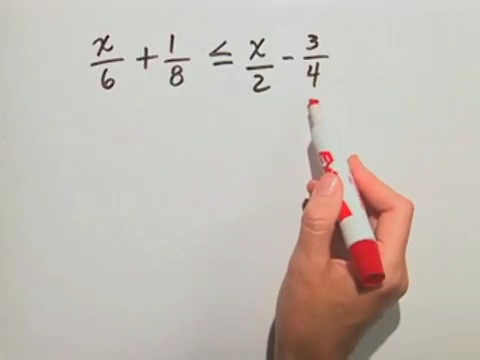 x/6 + 1/8 ≤ x/2 - 3/4